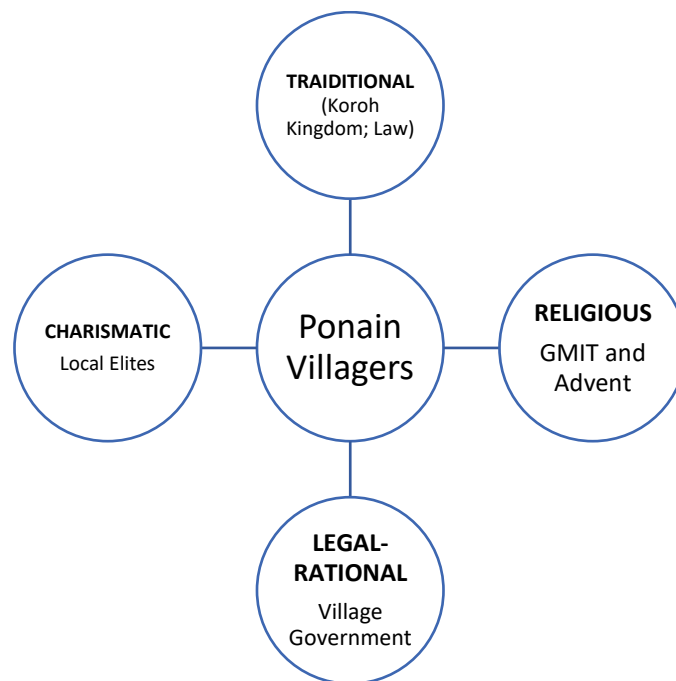 TRAIDITIONAL
(Koroh
Kingdom; Law)
CHARISMATIC
Local Elites
Ponain
Villagers
RELIGIOUS
GMIT and
Advent
LEGAL-
RATIONAL
Village
Government